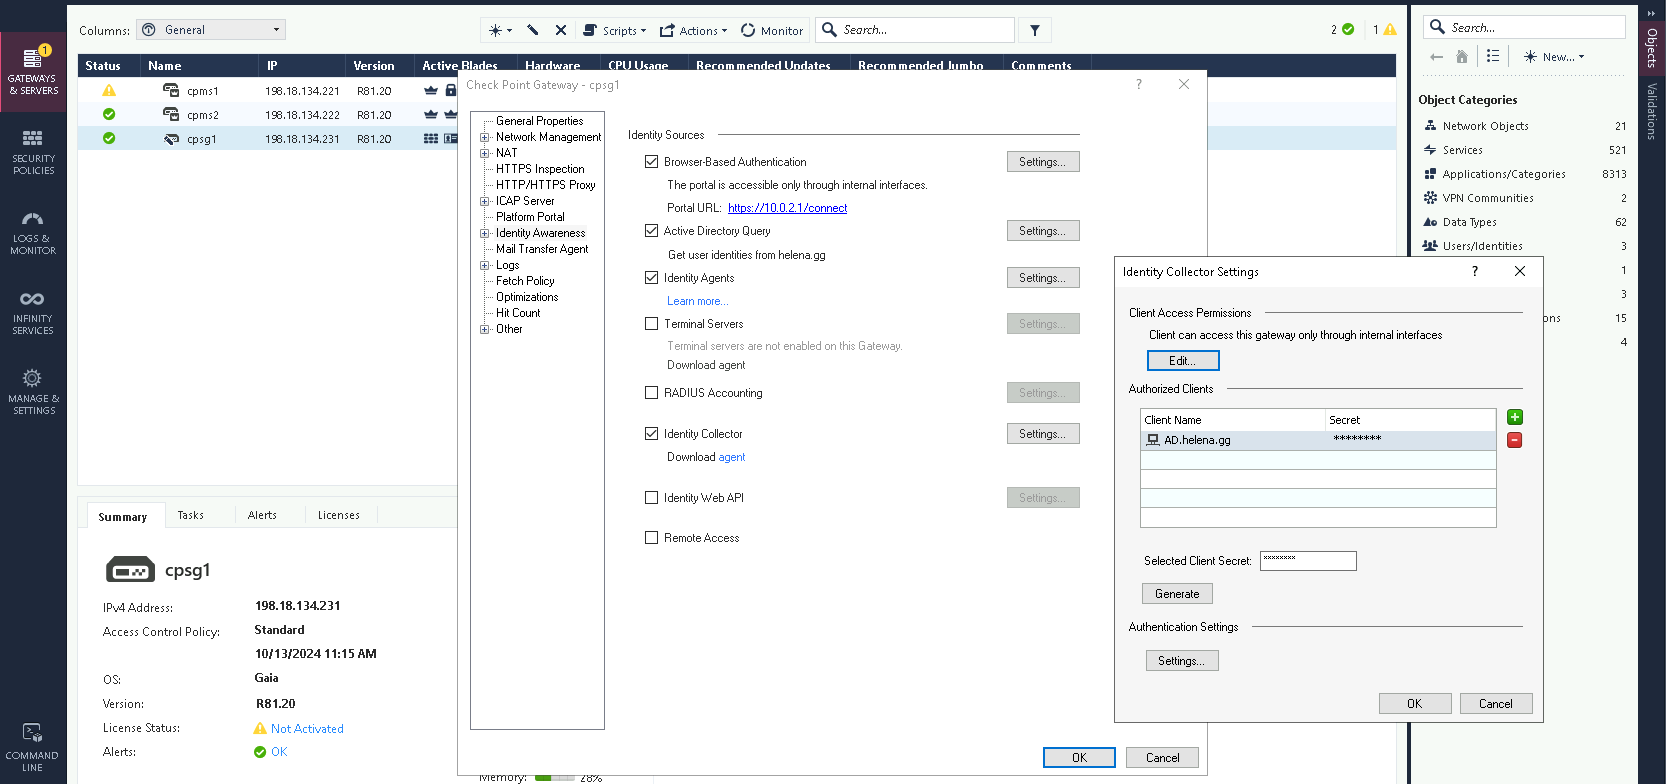 GATEWAYS
& SERVERS
1
SECURITY
POLICIES
LOGS &
MONITOR
INFINITY
SERVICES
MANAGE &
SETTINGS
COMMAND
LINE
Columns: General
Scripts Actions Monitor Search... 2 1
Status Name IP Version Active Blades Hardware CPU Usage Recommended Updates Recommended Jumbo Comments
cpms1 198.18.134.221 R81.20
cpms2 198.18.134.222 R81.20
cpsg1 198.18.134.231 R81.20
Summary Tasks Alerts Licenses
cpsg1
IPv4 Address: 198.18.134.231
Access Control Policy: Standard
10/13/2024 11:15 AM
OS: Gaia
Version: R81.20
License Status: Not Activated
Alerts: OK
Memory: 28%
Check Point Gateway - cpsg1 ?
General Properties
Network Management
NAT
HTTPS Inspection
HTTP/HTTPS Proxy
ICAP Server
Platform Portal
Identity Awareness
Mail Transfer Agent
Logs
Fetch Policy
Optimizations
Hit Count
Other
Identity Sources
Browser-Based Authentication Settings...
The portal is accessible only through internal interfaces.
Portal URL: https://10.0.2.1/connect
Active Directory Query Settings...
Get user identities from helena.gg
Identity Agents Settings...
Learn more...
Terminal Servers Settings...
Terminal servers are not enabled on this Gateway.
Download agent
RADIUS Accounting Settings...
Identity Collector Settings...
Download agent
Identity Web API Settings...
Remote Access
OK Cancel
Identity Collector Settings ?
Client Access Permissions
Client can access this gateway only through internal interfaces
Edit...
Authorized Clients
Client Name Secret
AD.helena.gg ********
Selected Client Secret: ********
Generate
Authentication Settings
Settings...
OK Cancel
Search...
New...
Object Categories
Network Objects 21
Services 521
Applications/Categories 8313
VPN Communities 2
Data Types 62
Users/Identities 3
1
3
ons 15
4
Objects
Validations